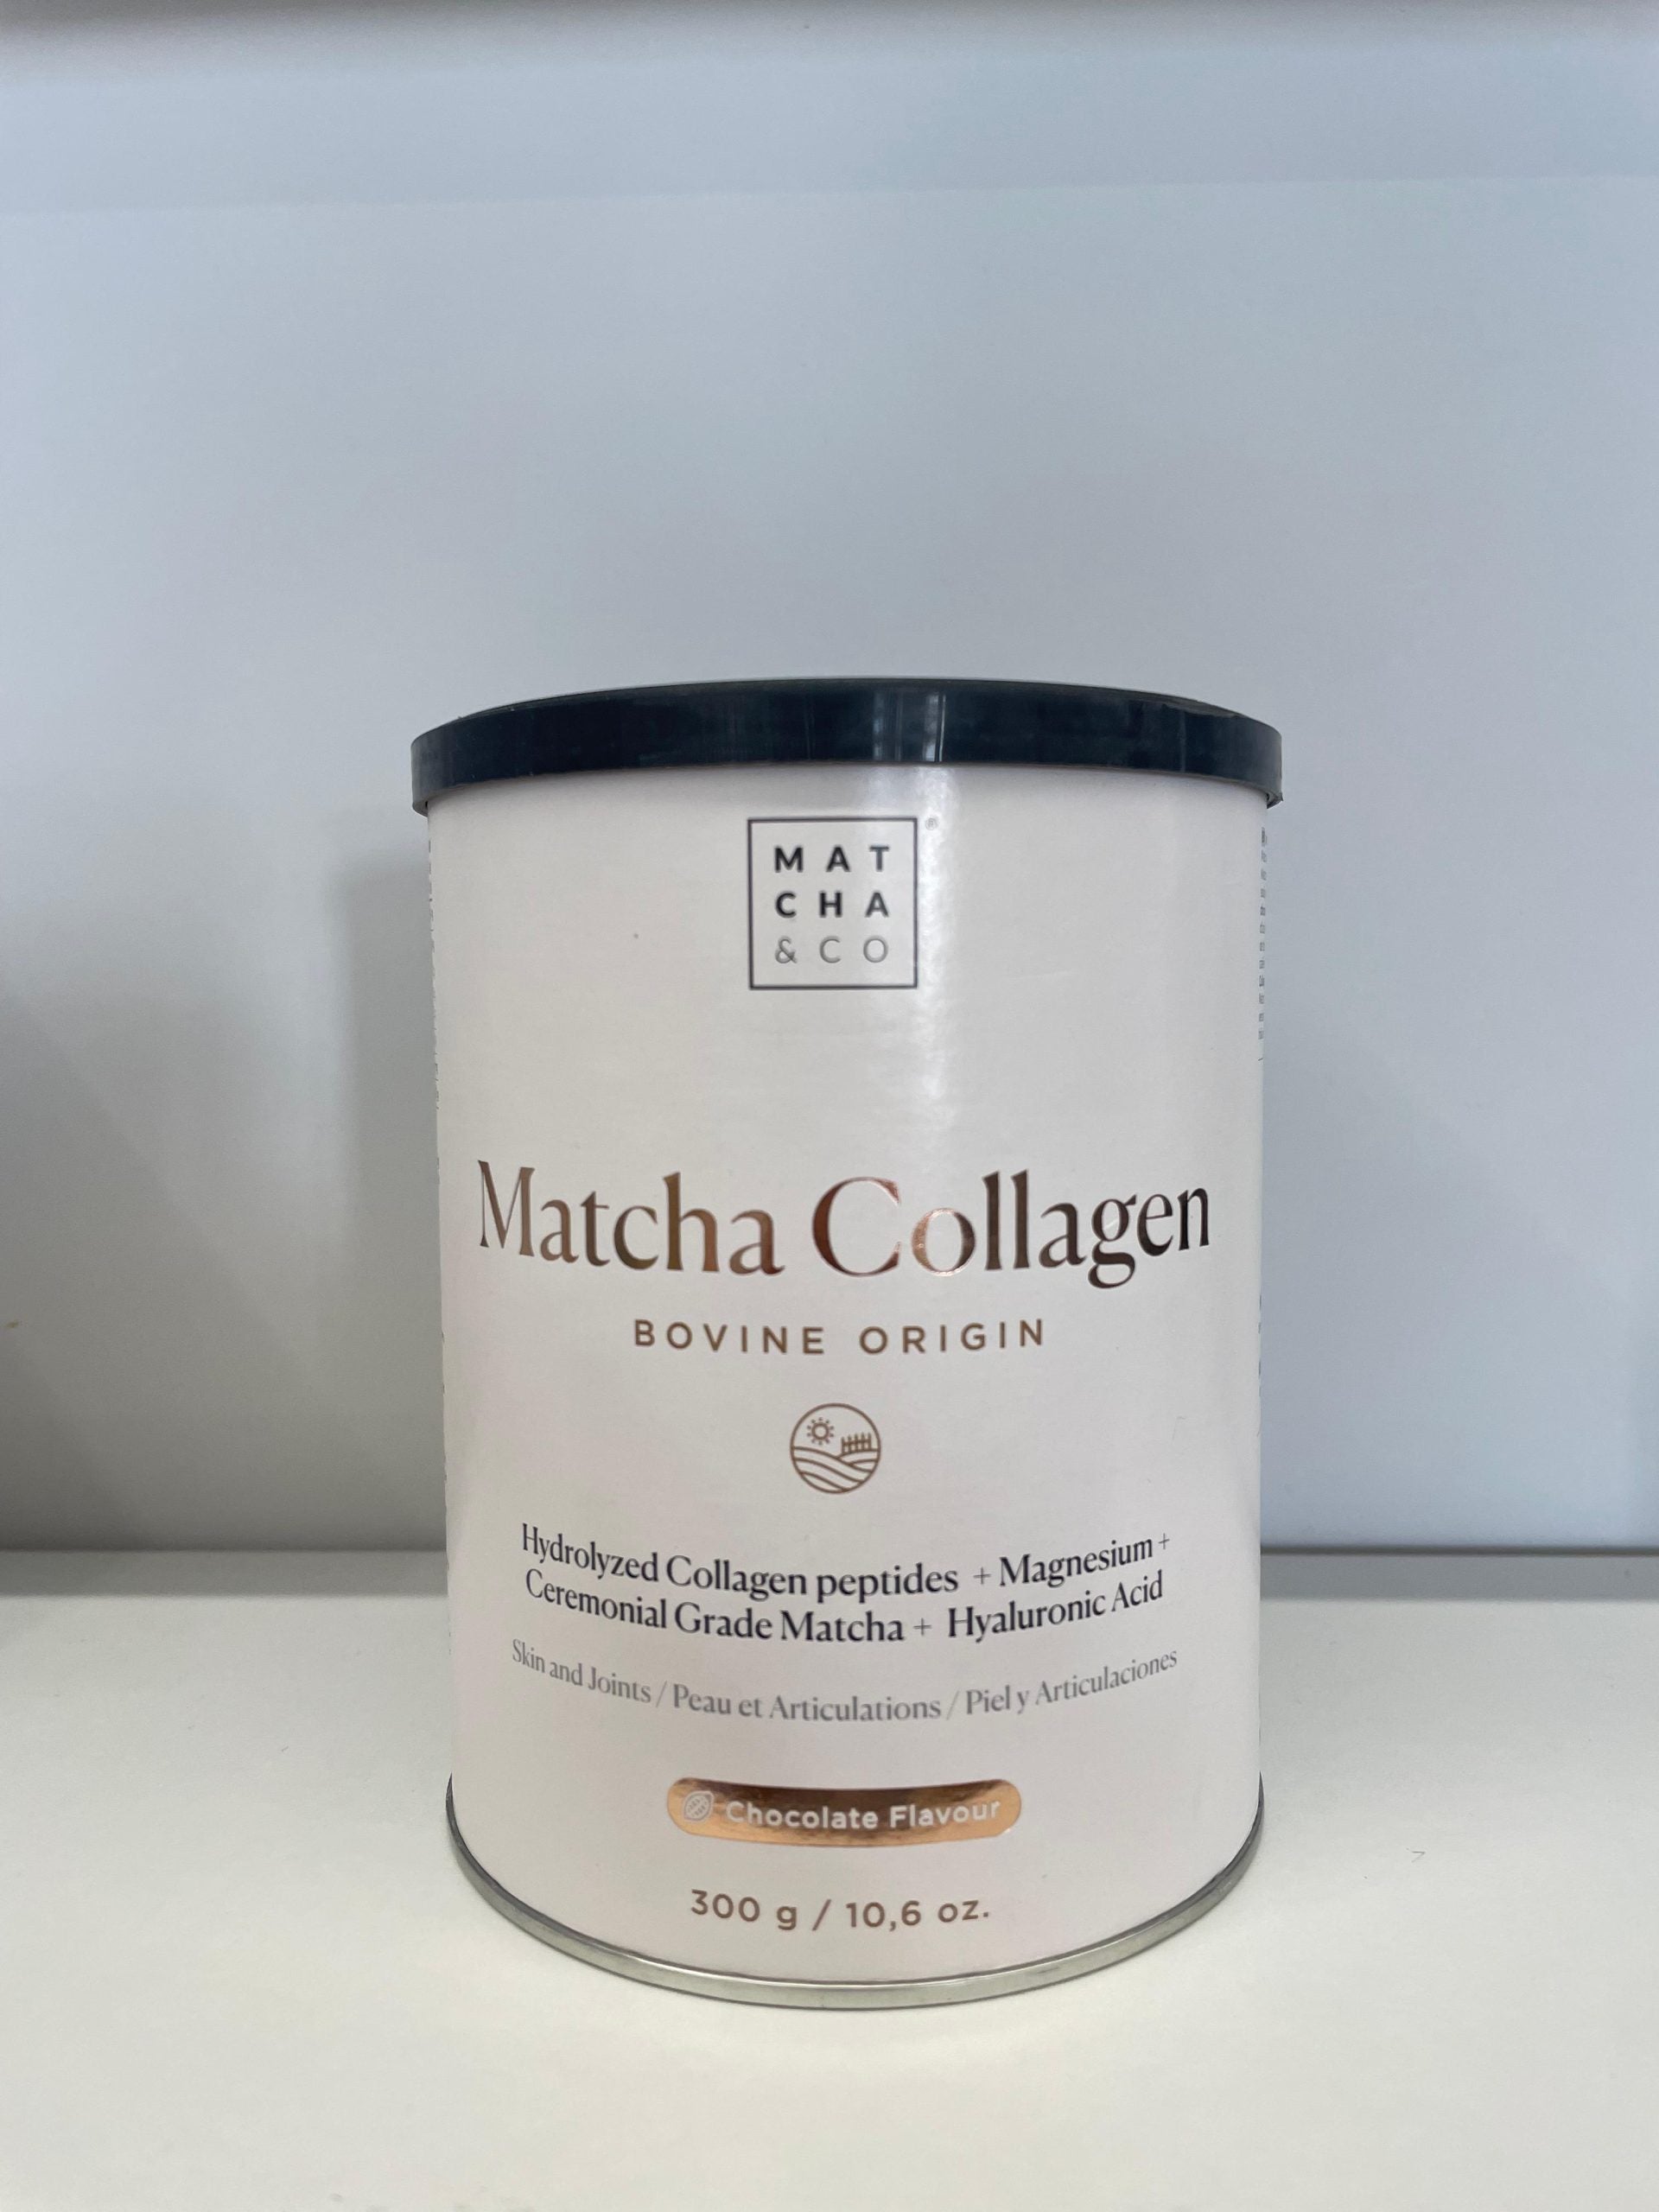 MAT
CHA
& CO
®
Matcha Collagen
BOVINE ORIGIN
Hydrolyzed Collagen peptides + Magnesium +
Ceremonial Grade Matcha + Hyaluronic Acid
Skin and Joints / Peau et Articulations / Piel y Articulaciones
Chocolate Flavour
300 g / 10,6 oz.